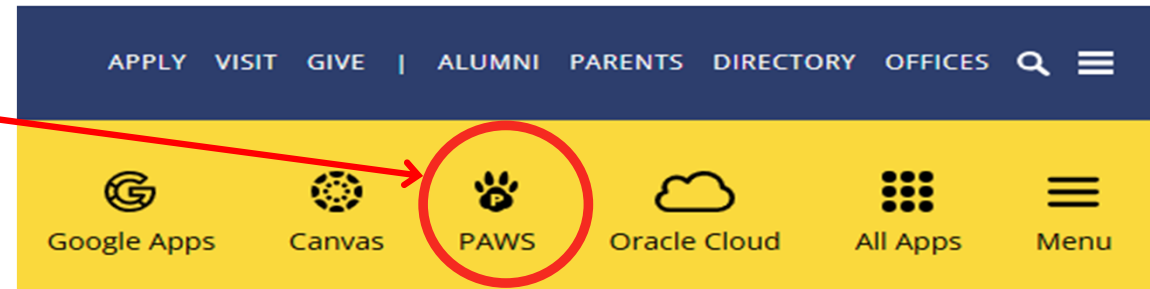 APPLY VISIT GIVE | ALUMNI PARENTS DIRECTORY OFFICES
G P
Google Apps Canvas PAWS Oracle Cloud All Apps Menu